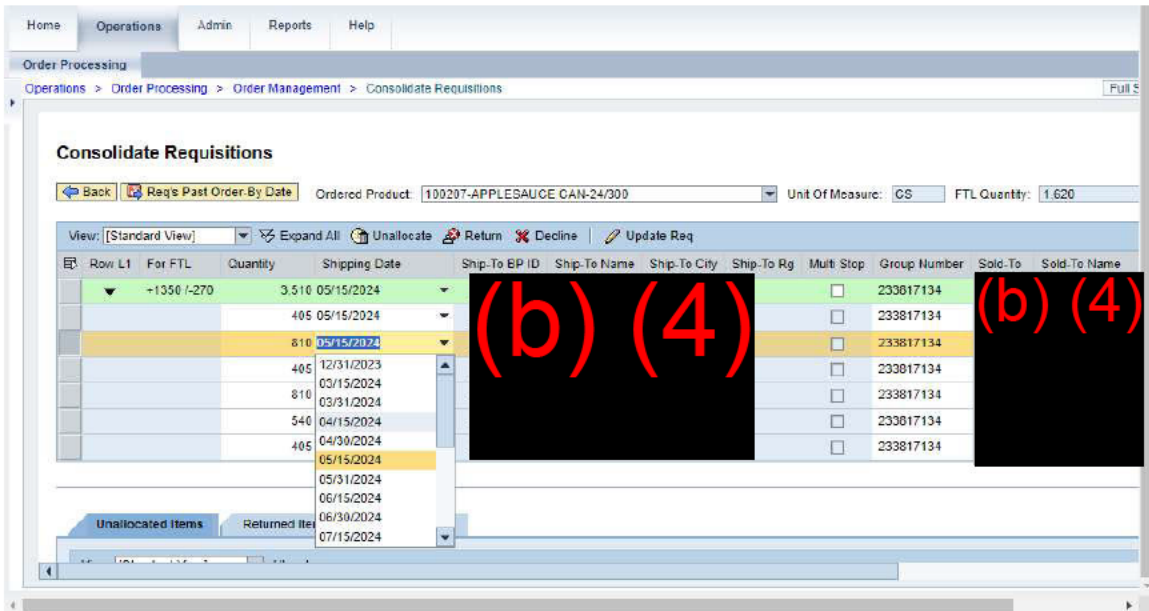 Home Operations Admin Reports Help
Order Processing
Operations > Order Processing > Order Management > Consolidate Requisitions Full S
Consolidate Requisitions
Back Req's Past Order-By Date Ordered Product: 100207-APPLESAUCE CAN-24/300 Unit Of Measure: CS FTL Quantity: 1,620
View: [Standard View] Expand All Unallocate Return Decline Update Req
Row L1 For FTL Quantity Shipping Date Ship-To BP ID Ship-To Name Ship-To City Ship-To Rg Multi Stop Group Number Sold-To Sold-To Name
+1350 /-270 3,510 05/15/2024 233817134
405 05/15/2024 233817134
810 05/15/2024 233817134
(b) (4) (b) (4)
405 12/31/2023 233817134
03/15/2024
810 03/31/2024 233817134
540 04/15/2024 233817134
405 04/30/2024 233817134
05/15/2024
05/31/2024
06/15/2024
06/30/2024
07/15/2024
Unallocated Items Returned Ite